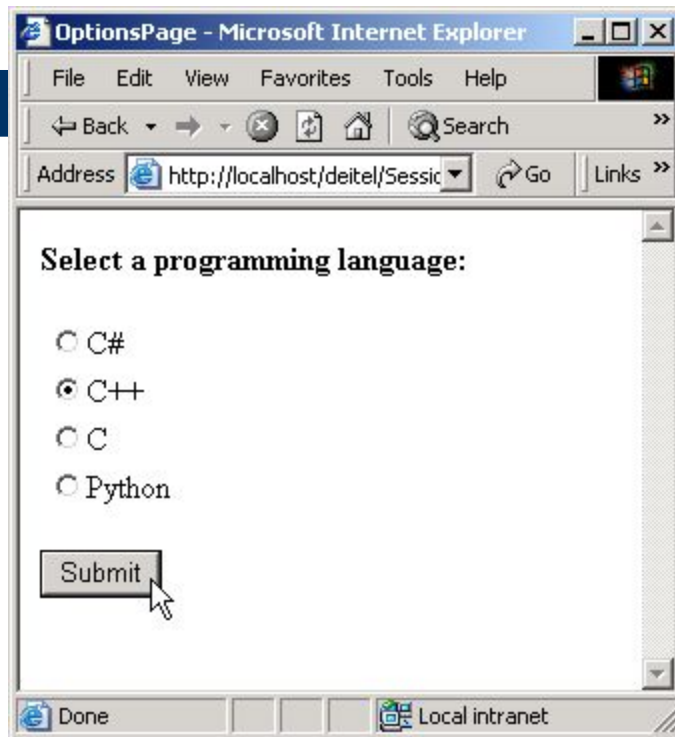 OptionsPage - Microsoft Internet Explorer
File Edit View Favorites Tools Help
Back Search »
Address http://localhost/deitel/Sessic Go Links »
Select a programming language:
C#
C++
C
Python
Submit
Done Local intranet